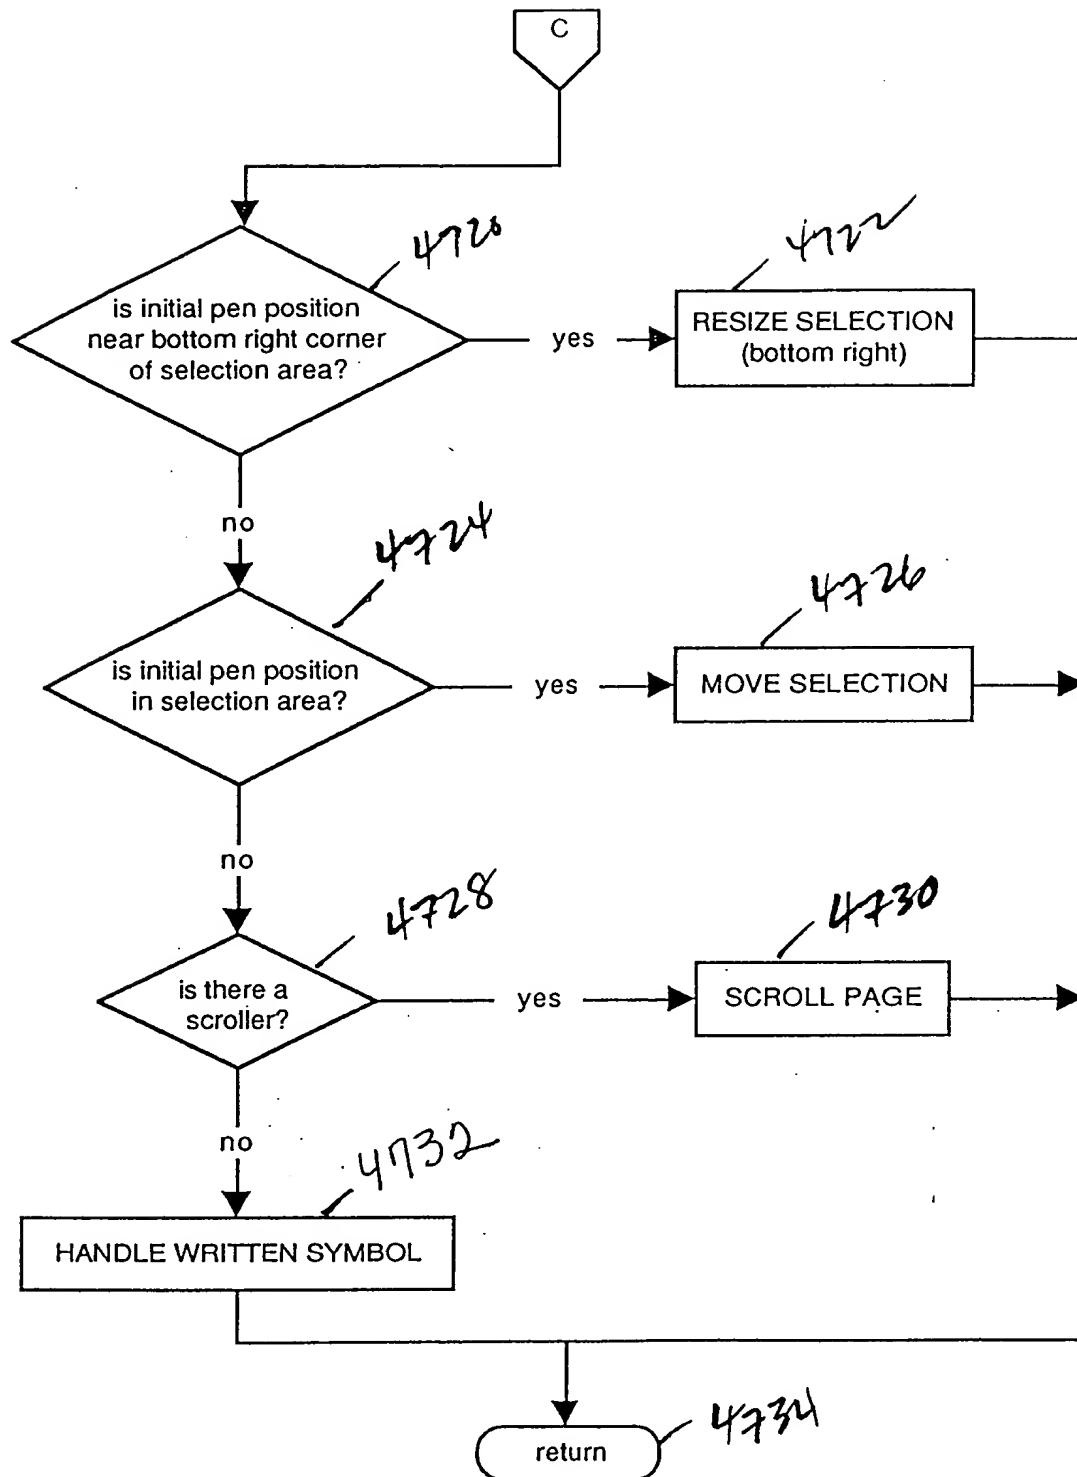 C
4720
is initial pen position
near bottom right corner
of selection area?
yes
4722
RESIZE SELECTION
(bottom right)
no
4724
is initial pen position
in selection area?
yes
4726
MOVE SELECTION
no
4728
is there a
scroller?
yes
4730
SCROLL PAGE
no
4732
HANDLE WRITTEN SYMBOL
return
4734